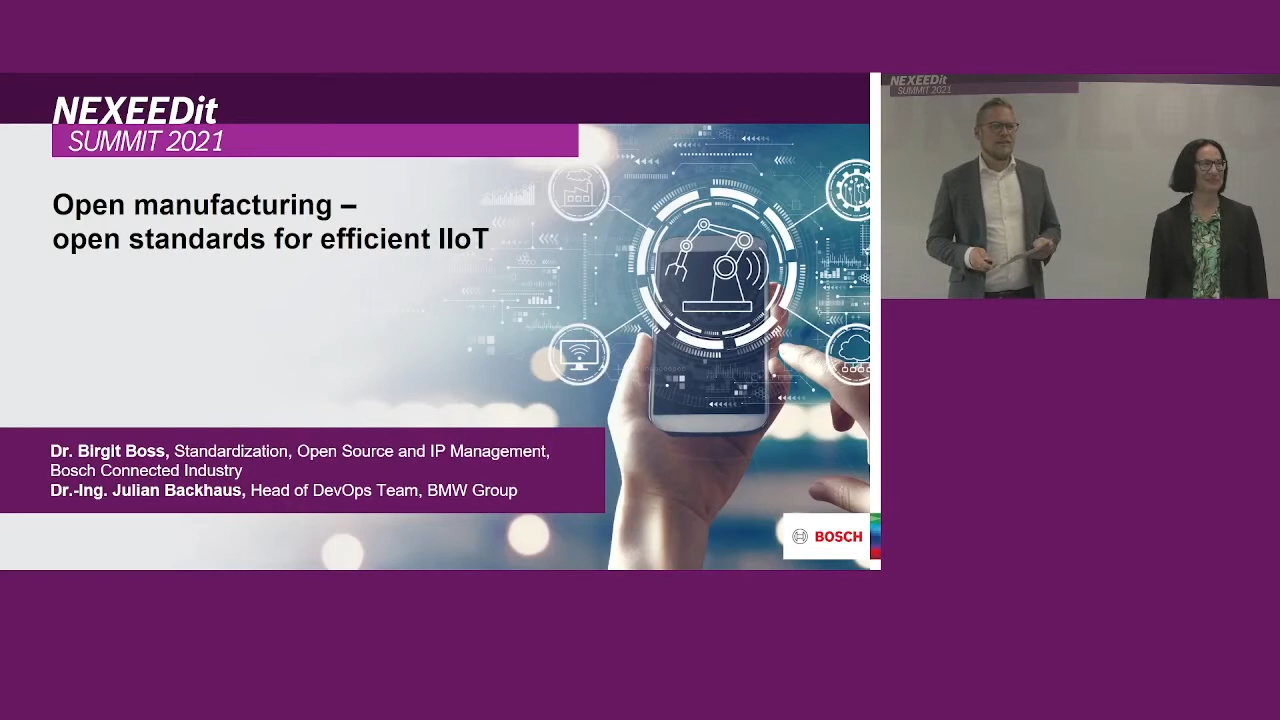 NEXEEDit
SUMMIT 2021
Open manufacturing –
open standards for efficient IIoT
Dr. Birgit Boss, Standardization, Open Source and IP Management,
Bosch Connected Industry
Dr.-Ing. Julian Backhaus, Head of DevOps Team, BMW Group
BOSCH
NEXEEDit
SUMMIT 2021